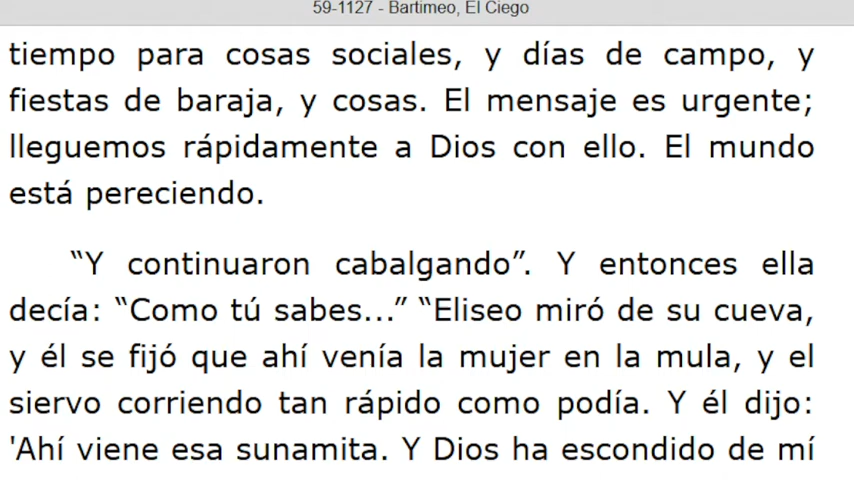 59-1127 - Bartimeo, El Ciego
tiempo para cosas sociales, y días de campo, y
fiestas de baraja, y cosas. El mensaje es urgente;
lleguemos rápidamente a Dios con ello. El mundo
está pereciendo.
“Y continuaron cabalgando”. Y entonces ella
decía: “Como tú sabes...” “Eliseo miró de su cueva,
y él se fijó que ahí venía la mujer en la mula, y el
siervo corriendo tan rápido como podía. Y él dijo:
'Ahí viene esa sunamita. Y Dios ha escondido de mí